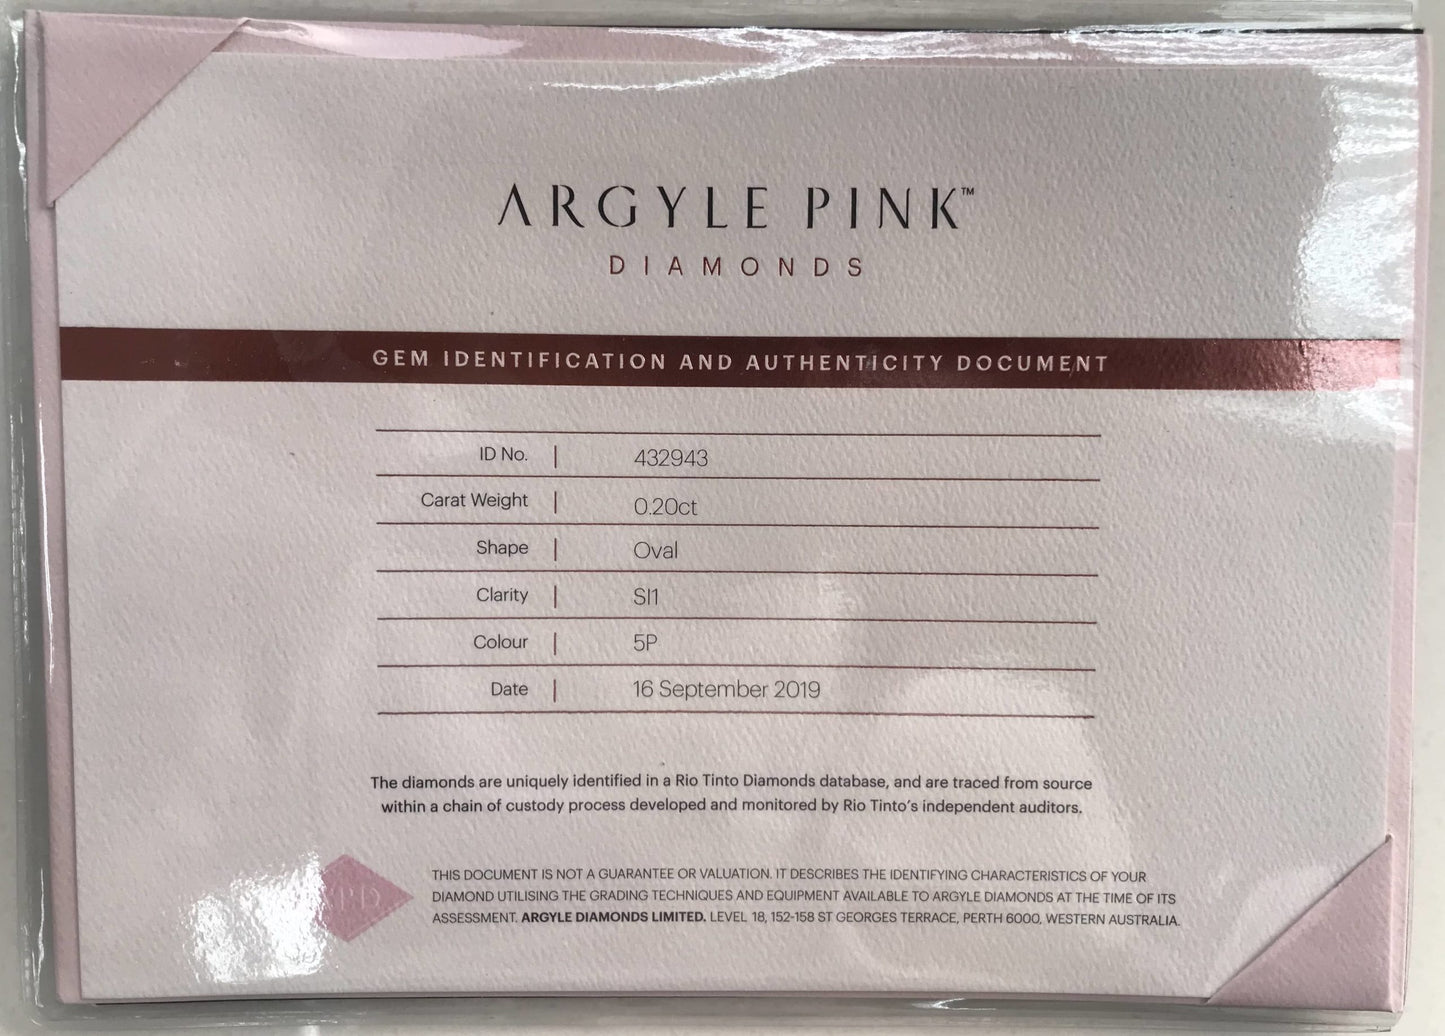 ARGYLE PINK™
DIAMONDS
GEM IDENTIFICATION AND AUTHENTICITY DOCUMENT
ID No. | 432943
Carat Weight | 0.20ct
Shape | Oval
Clarity | SI1
Colour | 5P
Date | 16 September 2019
The diamonds are uniquely identified in a Rio Tinto Diamonds database, and are traced from source
within a chain of custody process developed and monitored by Rio Tinto's independent auditors.
THIS DOCUMENT IS NOT A GUARANTEE OR VALUATION. IT DESCRIBES THE IDENTIFYING CHARACTERISTICS OF YOUR
DIAMOND UTILISING THE GRADING TECHNIQUES AND EQUIPMENT AVAILABLE TO ARGYLE DIAMONDS AT THE TIME OF ITS
ASSESSMENT. ARGYLE DIAMONDS LIMITED. LEVEL 18, 152-158 ST GEORGES TERRACE, PERTH 6000, WESTERN AUSTRALIA.